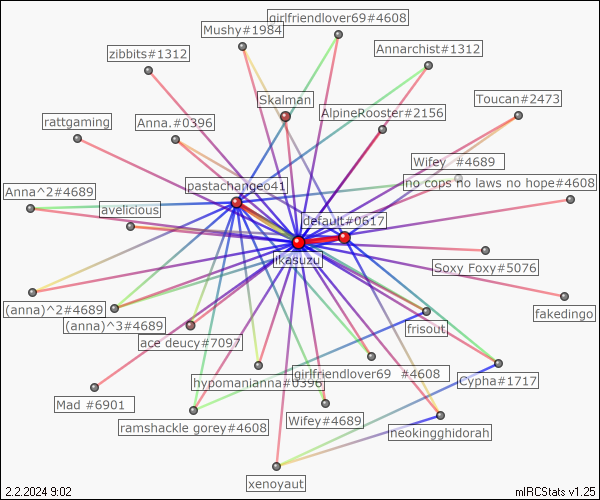 girlfriendlover69#4608
Mushy#1984
Annarchist#1312
zibbits#1312
Skalman
Toucan#2473
AlpineRooster#2156
rattgaming
Anna.#0396
Wifey_ #4689
pastachangeo41
no cops no laws no hope#4608
Anna^2#4689
avelicious
default#0617
ikasuzu
Soxy Foxy#5076
(anna)^2#4689
fakedingo
(anna)^3#4689
frisout
ace deucy#7097
girlfriendlover69 #4608
Cypha#1717
hypomanianna#0396
Mad #6901
Wifey#4689
ramshackle gorey#4608
neokingghidorah
xenoyaut
2.2.2024 9:02
mIRCStats v1.25